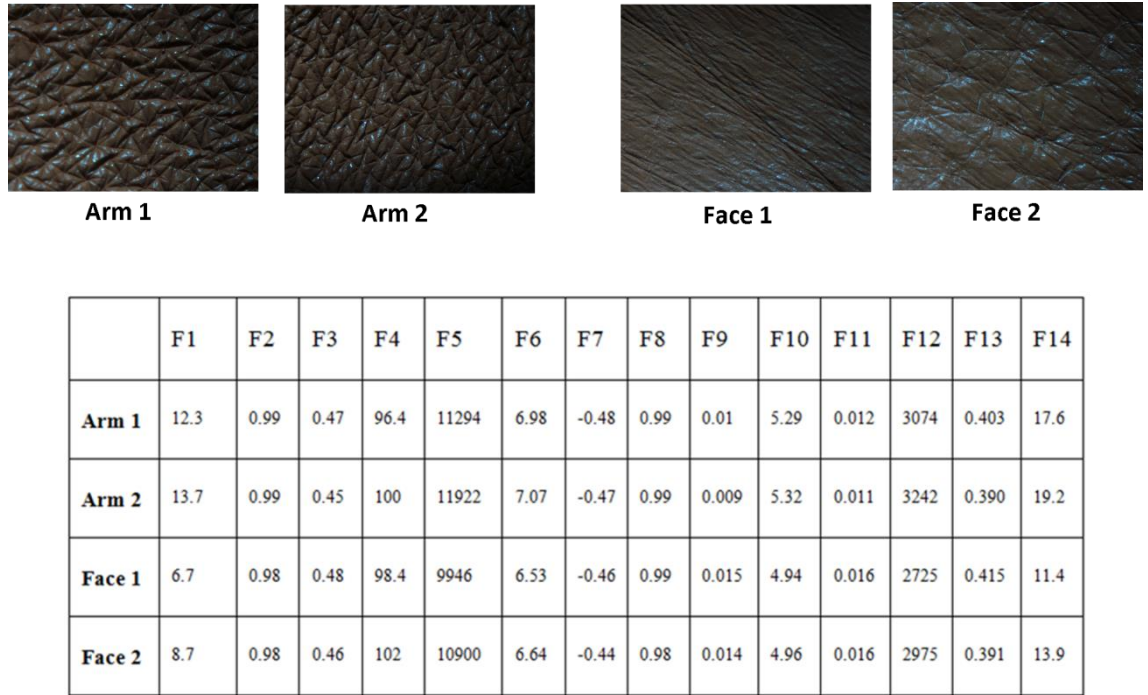 Arm 1 Arm 2 Face 1 Face 2
F1 F2 F3 F4 F5 F6 F7 F8 F9 F10 F11 F12 F13 F14
Arm 1 12.3 0.99 0.47 96.4 11294 6.98 -0.48 0.99 0.01 5.29 0.012 3074 0.403 17.6
Arm 2 13.7 0.99 0.45 100 11922 7.07 -0.47 0.99 0.009 5.32 0.011 3242 0.390 19.2
Face 1 6.7 0.98 0.48 98.4 9946 6.53 -0.46 0.99 0.015 4.94 0.016 2725 0.415 11.4
Face 2 8.7 0.98 0.46 102 10900 6.64 -0.44 0.98 0.014 4.96 0.016 2975 0.391 13.9